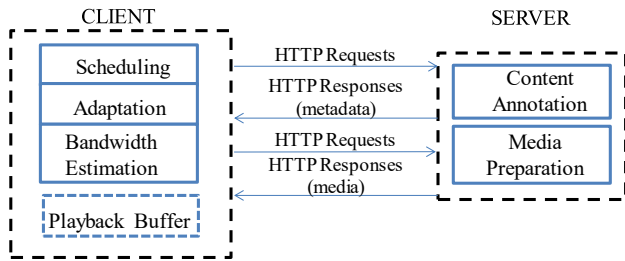 CLIENT
SERVER
Scheduling
Adaptation
Bandwidth
Estimation
Playback Buffer
HTTP Requests
HTTP Responses
(metadata)
HTTP Requests
HTTP Responses
(media)
Content
Annotation
Media
Preparation